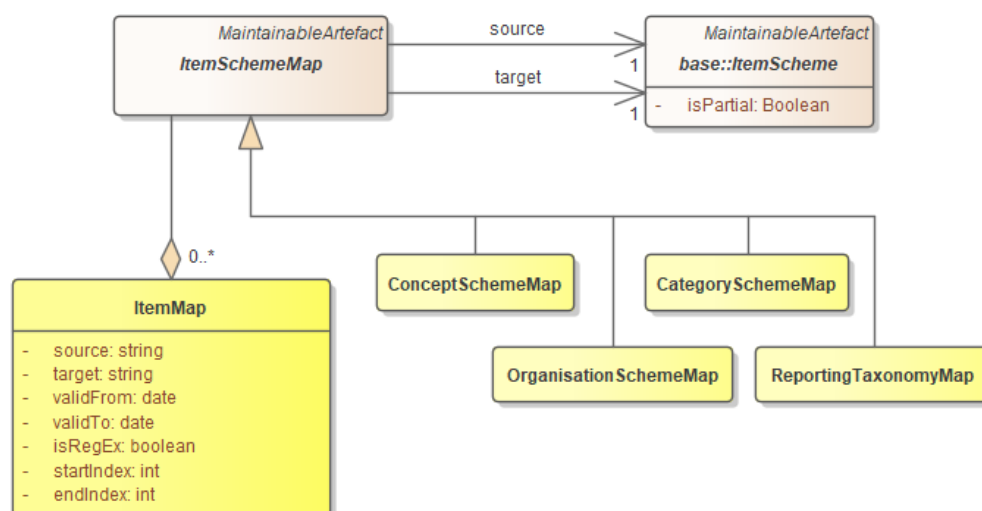 MaintainableArtefact
ItemSchemeMap
source
1
target
1
MaintainableArtefact
base::ItemScheme
- isPartial: Boolean
0..*
ItemMap
- source: string
- target: string
- validFrom: date
- validTo: date
- isRegEx: boolean
- startIndex: int
- endIndex: int
ConceptSchemeMap
CategorySchemeMap
OrganisationSchemeMap
ReportingTaxonomyMap